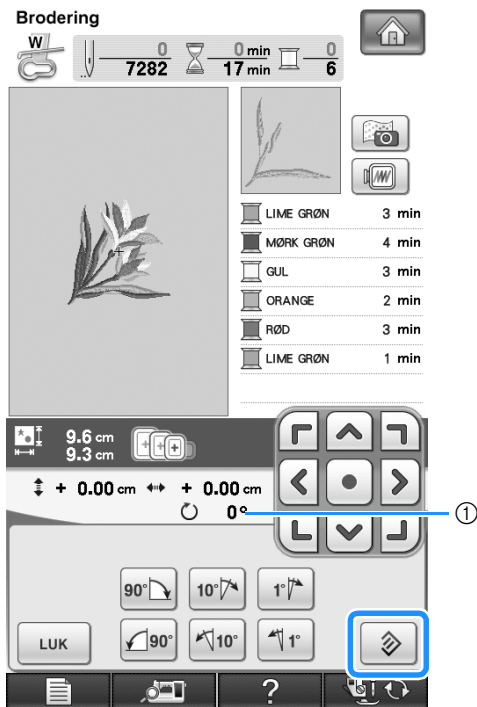 Brodering
W
0 0 min 0
7282 17 min 6
LIME GRØN 3 min
MØRK GRØN 4 min
GUL 3 min
ORANGE 2 min
RØD 3 min
LIME GRØN 1 min
9.6 cm
9.3 cm
+ 0.00 cm + 0.00 cm
0°
①
90° 10° 1°
LUK 90° 10° 1°
?